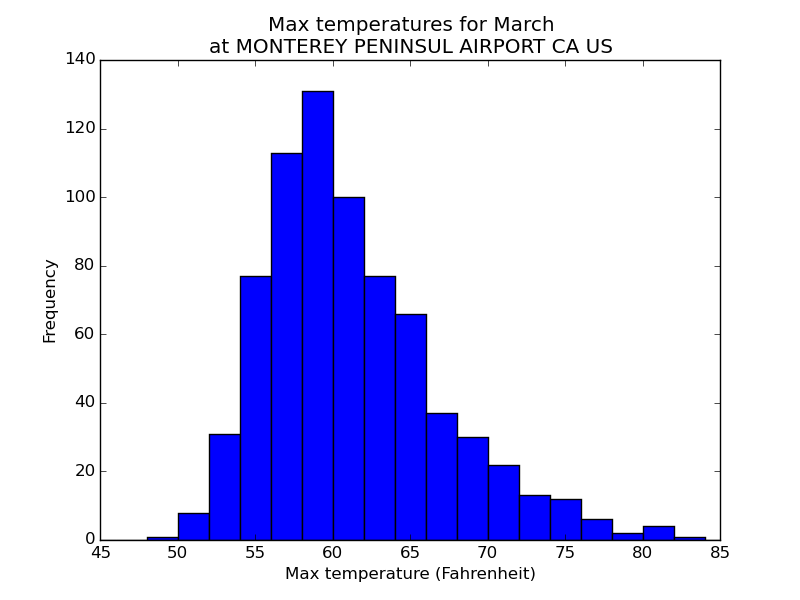 Max temperatures for March
at MONTEREY PENINSUL AIRPORT CA US
140
120
100
80
60
40
20
0
Frequency
45 50 55 60 65 70 75 80 85
Max temperature (Fahrenheit)